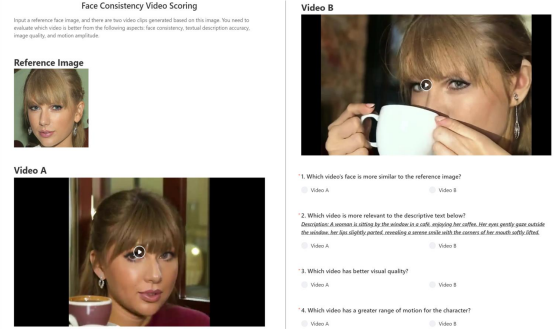 Face Consistency Video Scoring
Input a reference face image, and there are two video clips generated based on this image. You need to
evaluate which video is better from the following aspects: face consistency, textual description accuracy,
image quality, and motion amplitude.
Reference Image
Video A
Video B
*1. Which video's face is more similar to the reference image?
Video A
Video B
*2. Which video is more relevant to the descriptive text below?
Description: A woman is sitting by the window in a café, enjoying her coffee. Her eyes gently gaze outside
the window, her lips slightly parted, revealing a serene smile with the corners of her mouth softly lifted.
Video A
Video B
*3. Which video has better visual quality?
Video A
Video B
*4. Which video has a greater range of motion for the character?
Video A
Video B